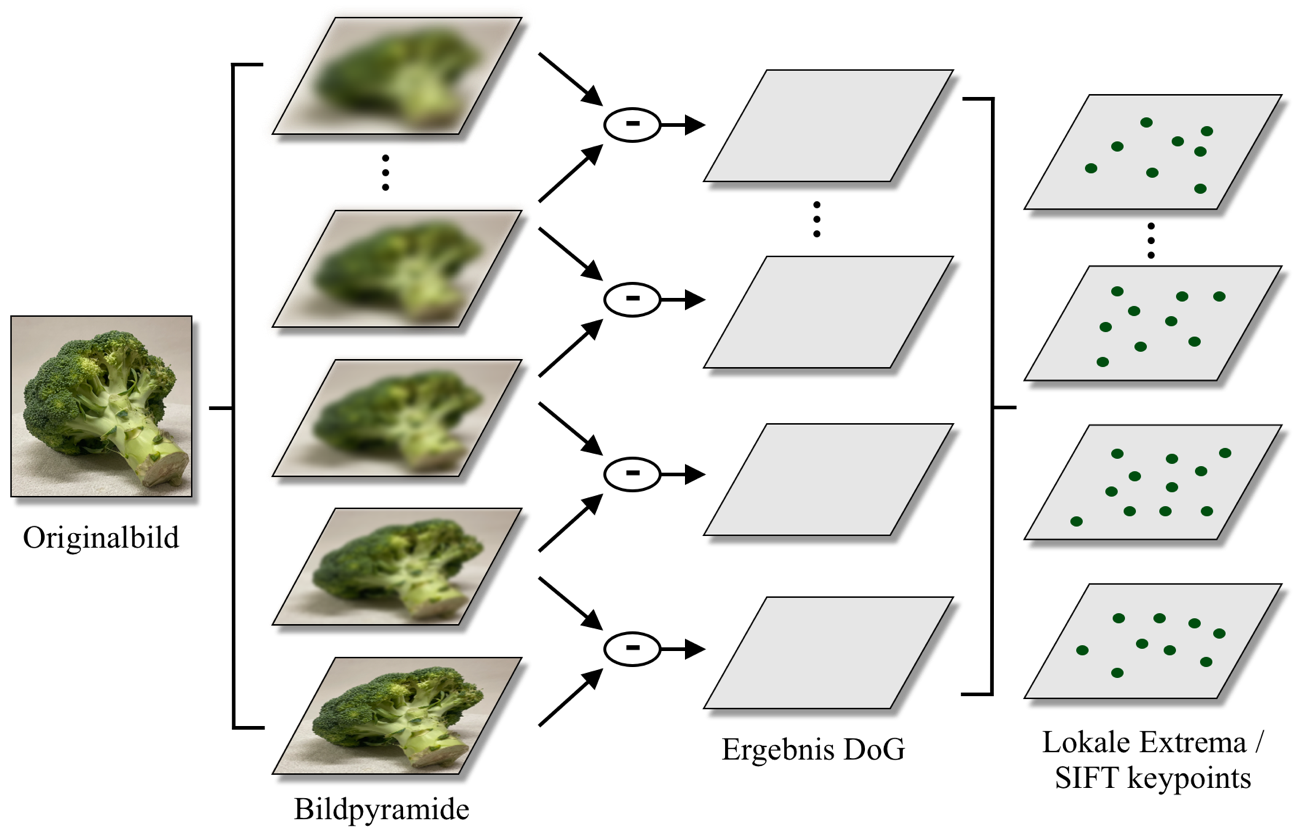 -
-
-
-
Originalbild
Ergebnis DoG
Lokale Extrema /
SIFT keypoints
Bildpyramide